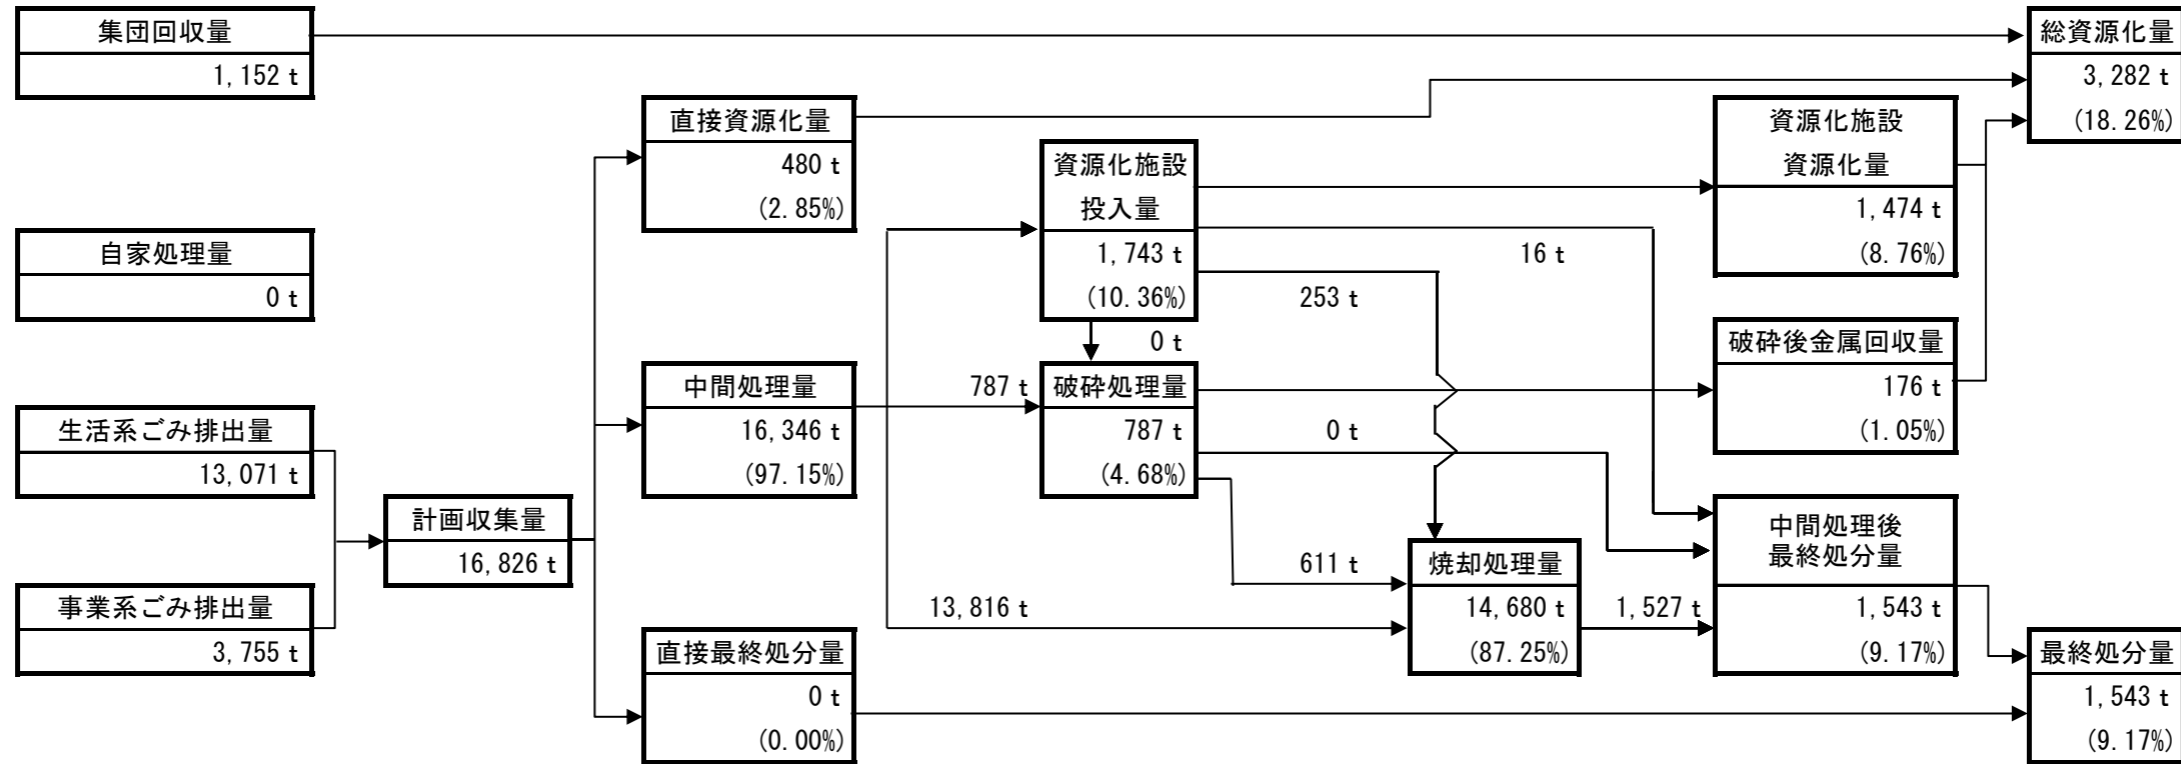 集団回収量
1,152 t
自家処理量
0 t
生活系ごみ排出量
13,071 t
事業系ごみ排出量
3,755 t
計画収集量
16,826 t
直接資源化量
480 t
(2.85%)
中間処理量
16,346 t
(97.15%)
直接最終処分量
0 t
(0.00%)
資源化施設
投入量
1,743 t
(10.36%)
0 t
787 t
破砕処理量
787 t
(4.68%)
16 t
253 t
0 t
611 t
13,816 t
焼却処理量
14,680 t
(87.25%)
1,527 t
資源化施設
資源化量
1,474 t
(8.76%)
破砕後金属回収量
176 t
(1.05%)
中間処理後
最終処分量
1,543 t
(9.17%)
総資源化量
3,282 t
(18.26%)
最終処分量
1,543 t
(9.17%)